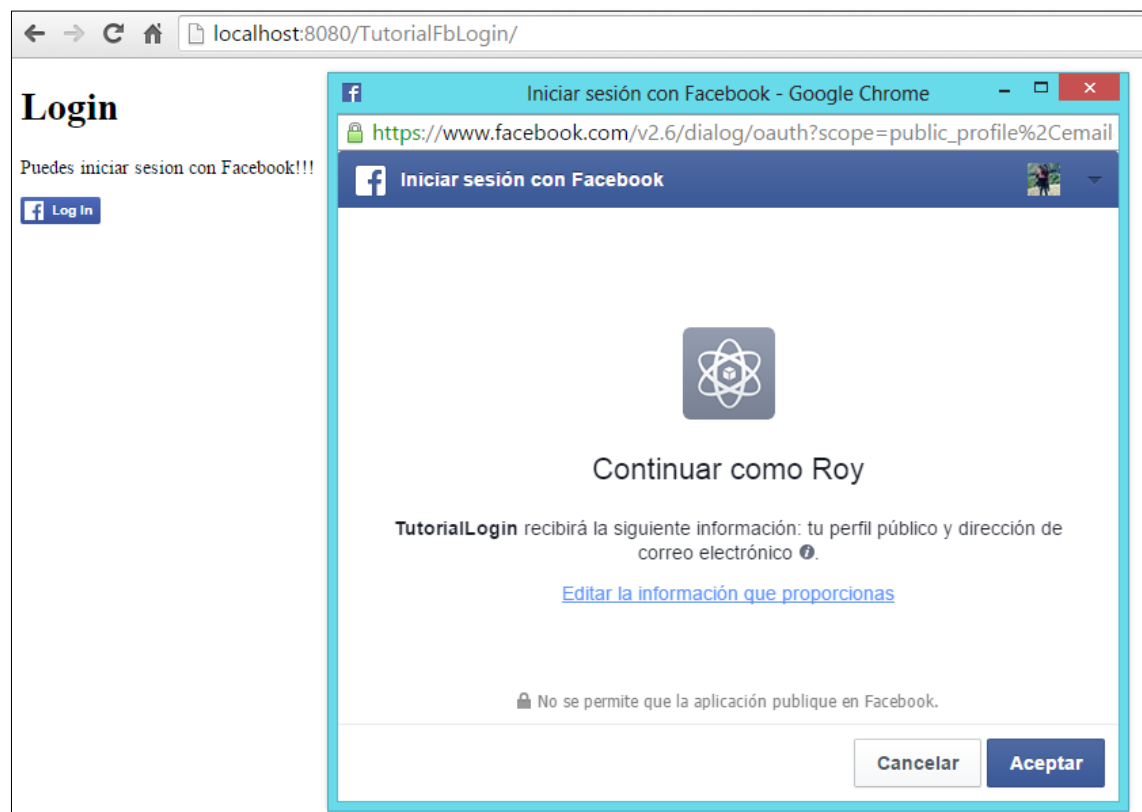 localhost:8080/TutorialFbLogin/
Login
Puedes iniciar sesion con Facebook!!!
f Log In
f Iniciar sesión con Facebook - Google Chrome
https://www.facebook.com/v2.6/dialog/oauth?scope=public_profile%2Cemail
f Iniciar sesión con Facebook
Continuar como Roy
TutorialLogin recibirá la siguiente información: tu perfil público y dirección de
correo electrónico i.
Editar la información que proporcionas
No se permite que la aplicación publique en Facebook.
Cancelar Aceptar